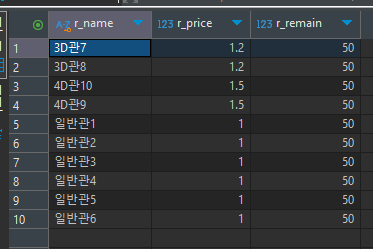 r_name 123 r_price 123 r_remain
1 3D관7 1.2 50
2 3D관8 1.2 50
3 4D관10 1.5 50
4 4D관9 1.5 50
5 일반관1 1 50
6 일반관2 1 50
7 일반관3 1 50
8 일반관4 1 50
9 일반관5 1 50
10 일반관6 1 50